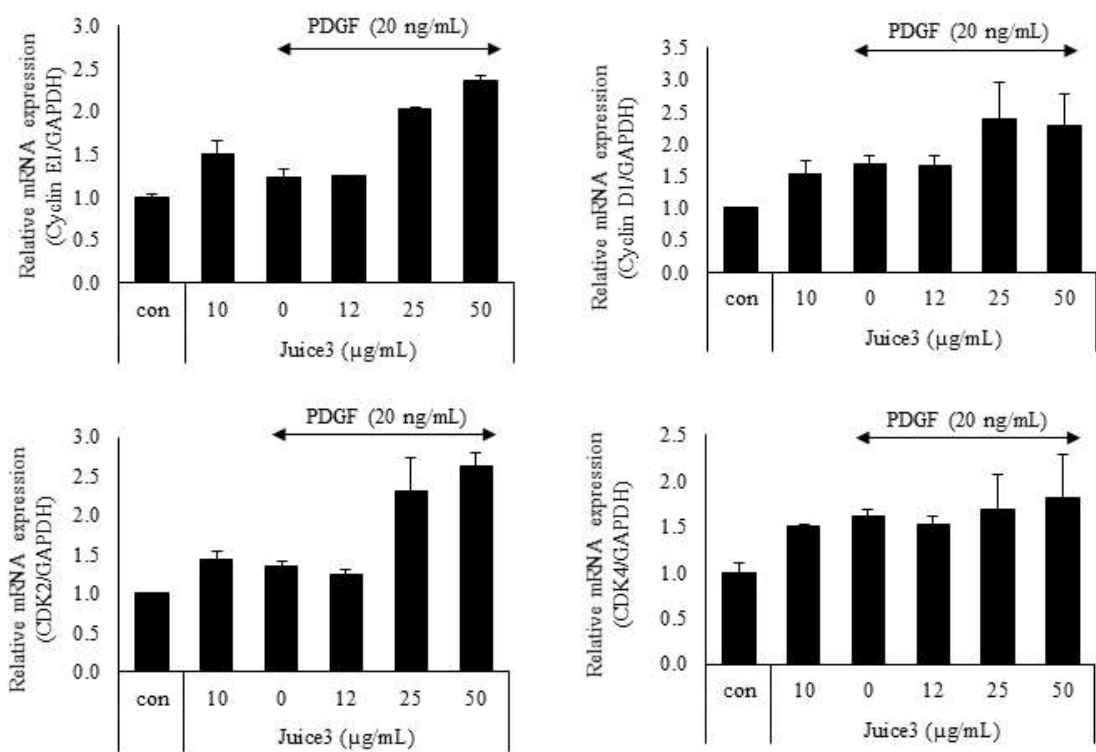 PDGF (20 ng/mL)
Relative mRNA expression
(Cyclin E1/GAPDH)
3.0
2.5
2.0
1.5
1.0
0.5
0.0
con
10
0
12
25
50
Juice3 (µg/mL)
PDGF (20 ng/mL)
Relative mRNA expression
(Cyclin D1/GAPDH)
3.5
3.0
2.5
2.0
1.5
1.0
0.5
0.0
con
10
0
12
25
50
Juice3 (µg/mL)
PDGF (20 ng/mL)
Relative mRNA expression
(CDK2/GAPDH)
3.0
2.5
2.0
1.5
1.0
0.5
0.0
con
10
0
12
25
50
Juice3 (µg/mL)
PDGF (20 ng/mL)
Relative mRNA expression
(CDK4/GAPDH)
2.5
2.0
1.5
1.0
0.5
0.0
con
10
0
12
25
50
Juice3 (µg/mL)